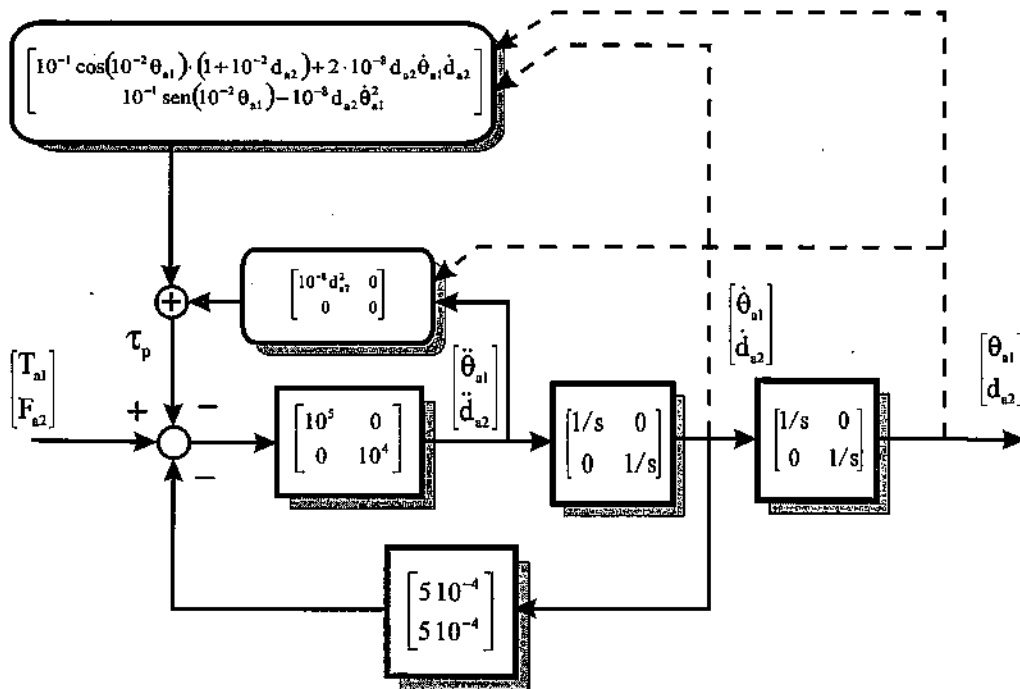 [10⁻¹ cos(10⁻² θₐ₁)·(1+10⁻² dₐ₂)+2·10⁻⁸ dₐ₂ θ̇ₐ₁ ḋₐ₂
10⁻¹ sen(10⁻² θₐ₁)−10⁻⁸ dₐ₂ θ̇²ₐ₁]
[10⁻⁸ d²ₐ₂ 0
0 0]
+
τₚ
[Tₐ₁
Fₐ₂]
+ −
−
[10⁵ 0
0 10⁴]
[θ̈ₐ₁
d̈ₐ₂]
[1/s 0
0 1/s]
[θ̇ₐ₁
ḋₐ₂]
[1/s 0
0 1/s]
[θₐ₁
dₐ₂]
[5 10⁻⁴
5 10⁻⁴]